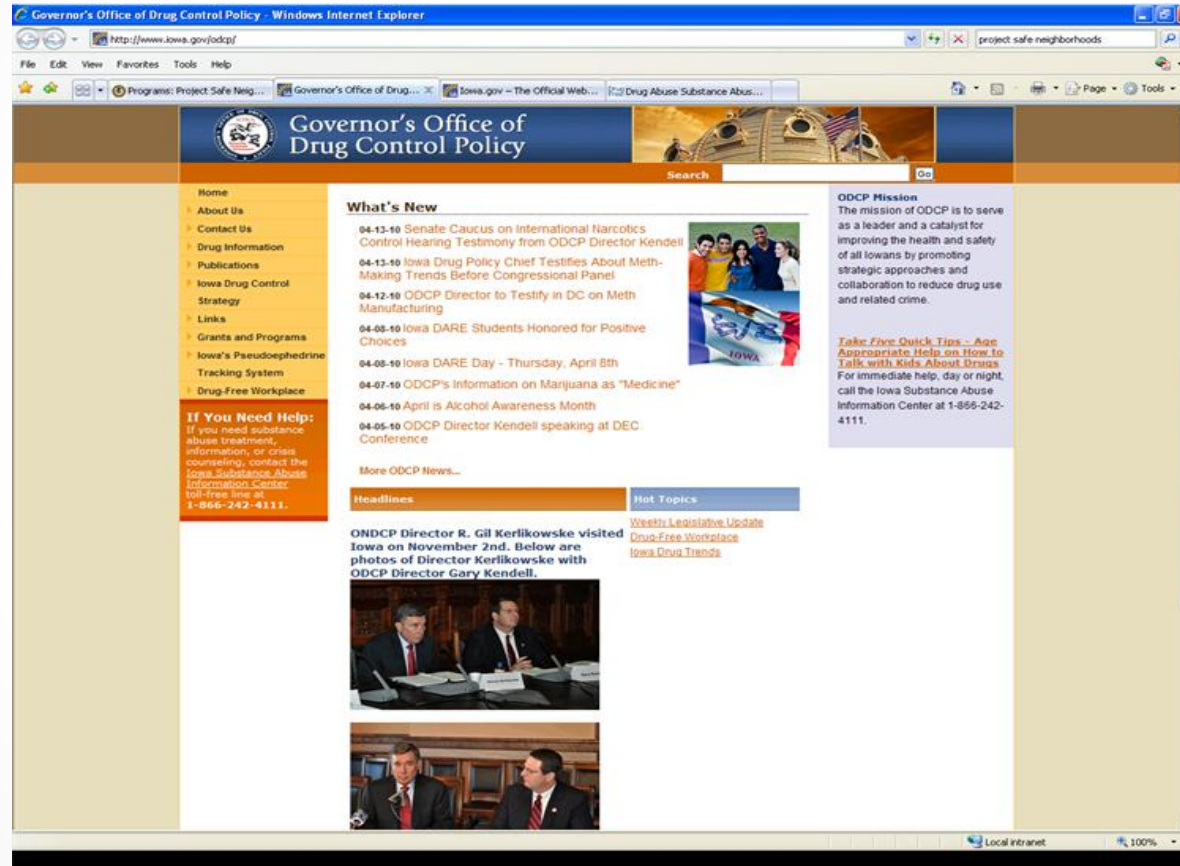 Governor's Office of Drug Control Policy - Windows Internet Explorer
http://www.iowa.gov/odcp/
project safe neighborhoods
File Edit View Favorites Tools Help
Programs: Project Safe Neig...
Governor's Office of Drug...
Iowa.gov – The Official Web...
Drug Abuse Substance Abus...
Page
Tools
Governor's Office of
Drug Control Policy
Search
Go
Home
About Us
Contact Us
Drug Information
Publications
Iowa Drug Control
Strategy
Links
Grants and Programs
Iowa's Pseudoephedrine
Tracking System
Drug-Free Workplace
If You Need Help:
If you need substance
abuse treatment,
information, or crisis
counseling, contact the
Iowa Substance Abuse
Information Center
toll-free line at
1-866-242-4111.
What's New
04-13-10 Senate Caucus on International Narcotics
Control Hearing Testimony from ODCP Director Kendell
04-13-10 Iowa Drug Policy Chief Testifies About Meth-
Making Trends Before Congressional Panel
04-12-10 ODCP Director to Testify in DC on Meth
Manufacturing
04-08-10 Iowa DARE Students Honored for Positive
Choices
04-08-10 Iowa DARE Day - Thursday, April 8th
04-07-10 ODCP's Information on Marijuana as "Medicine"
04-06-10 April is Alcohol Awareness Month
04-05-10 ODCP Director Kendell speaking at DEC
Conference
More ODCP News...
IOWA
Headlines
ONDCP Director R. Gil Kerlikowske visited
Iowa on November 2nd. Below are
photos of Director Kerlikowske with
ODCP Director Gary Kendell.
Hot Topics
Weekly Legislative Update
Drug-Free Workplace
Iowa Drug Trends
ODCP Mission
The mission of ODCP is to serve
as a leader and a catalyst for
improving the health and safety
of all Iowans by promoting
strategic approaches and
collaboration to reduce drug use
and related crime.
Take Five Quick Tips - Age
Appropriate Help on How to
Talk with Kids About Drugs
For immediate help, day or night,
call the Iowa Substance Abuse
Information Center at 1-866-242-
4111.
Local intranet
100%